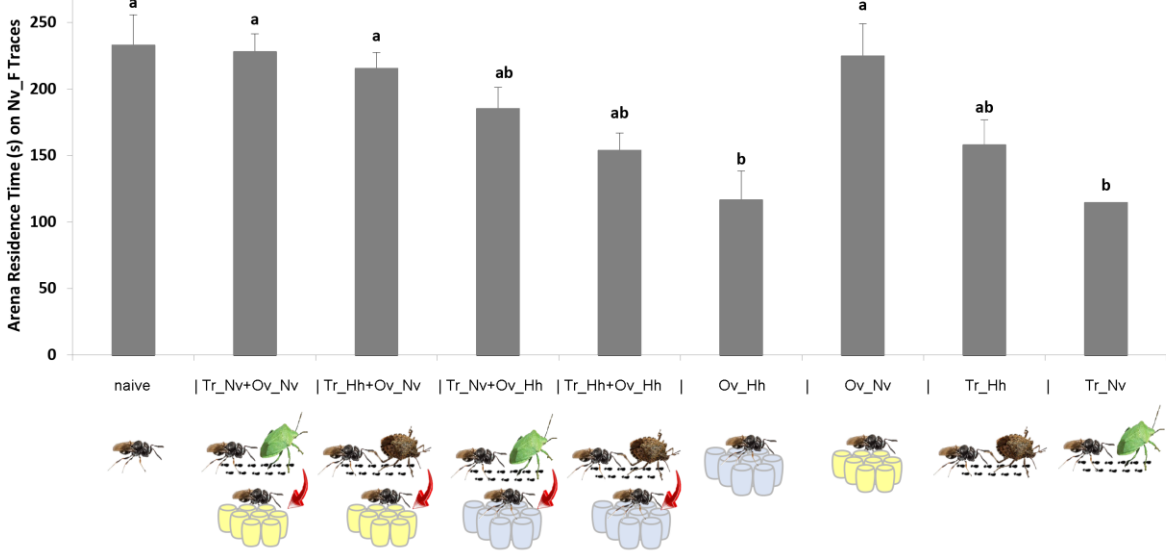 Arena Residence Time (s) on Nv_F Traces
250
200
150
100
50
0
a
a
a
ab
ab
b
a
ab
b
naive | Tr_Nv+Ov_Nv | Tr_Hh+Ov_Nv | Tr_Nv+Ov_Hh | Tr_Hh+Ov_Hh | Ov_Hh | Ov_Nv | Tr_Hh | Tr_Nv